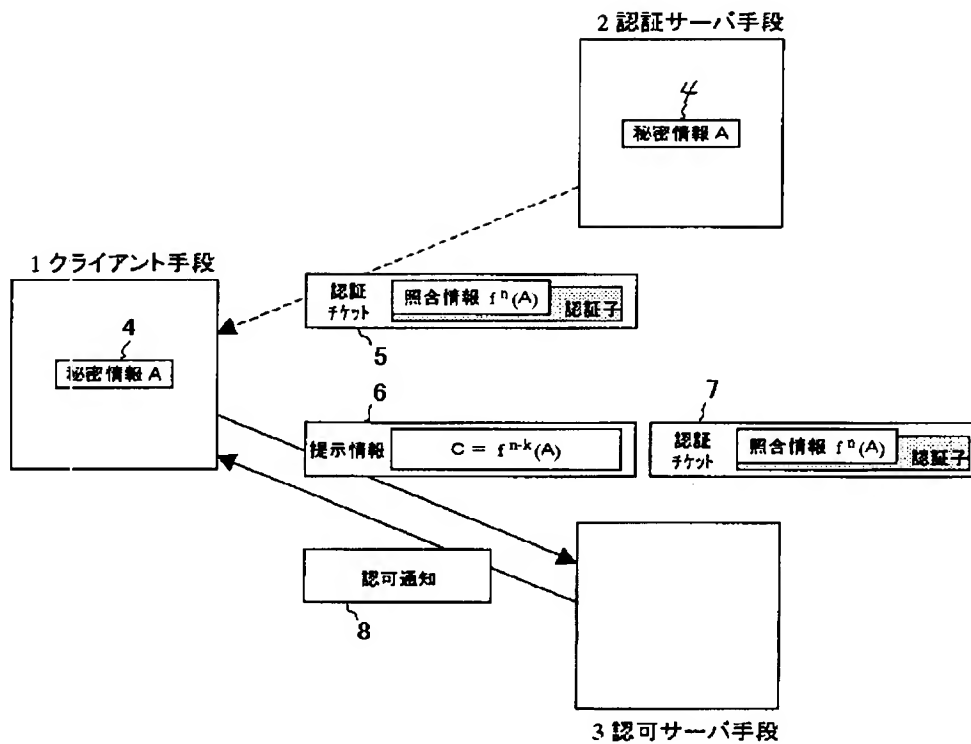 2 認証サーバ手段
4
秘密情報 A
1 クライアント手段
4
秘密情報 A
認証
チケット
照合情報 fⁿ(A)
認証子
5
6
提示情報
C = fⁿ⁻ᵏ(A)
7
認証
チケット
照合情報 fⁿ(A)
認証子
認可通知
8
3 認可サーバ手段